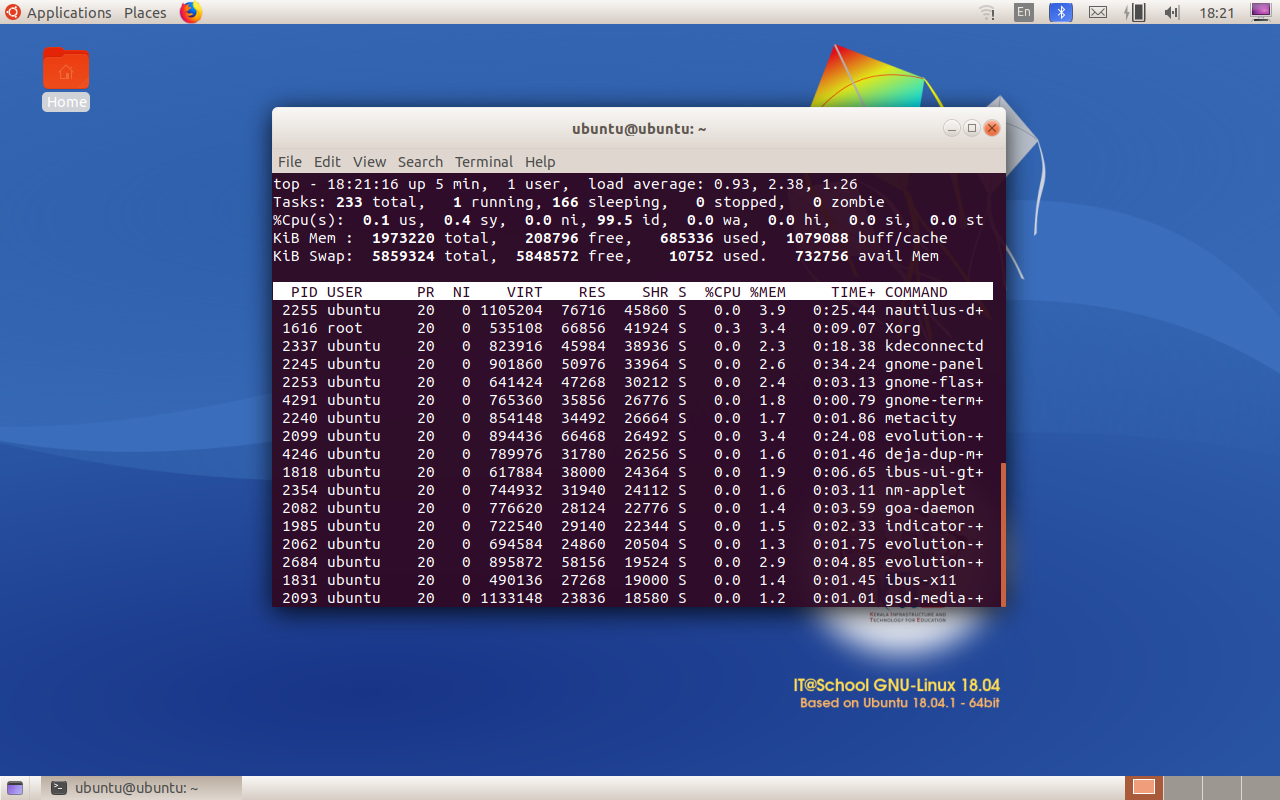 Applications Places En 18:21
Home
ubuntu@ubuntu: ~
File Edit View Search Terminal Help
top - 18:21:16 up 5 min,  1 user,  load average: 0.93, 2.38, 1.26
Tasks: 233 total,   1 running, 166 sleeping,   0 stopped,   0 zombie
%Cpu(s):  0.1 us,  0.4 sy,  0.0 ni, 99.5 id,  0.0 wa,  0.0 hi,  0.0 si,  0.0 st
KiB Mem :  1973220 total,   208796 free,   685336 used,  1079088 buff/cache
KiB Swap:  5859324 total,  5848572 free,    10752 used.   732756 avail Mem
PID USER      PR  NI    VIRT    RES    SHR S  %CPU %MEM     TIME+ COMMAND
2255 ubuntu    20   0 1105204  76716  45860 S   0.0  3.9   0:25.44 nautilus-d+
1616 root      20   0  535108  66856  41924 S   0.3  3.4   0:09.07 Xorg
2337 ubuntu    20   0  823916  45984  38936 S   0.0  2.3   0:18.38 kdeconnectd
2245 ubuntu    20   0  901860  50976  33964 S   0.0  2.6   0:34.24 gnome-panel
2253 ubuntu    20   0  641424  47268  30212 S   0.0  2.4   0:03.13 gnome-flas+
4291 ubuntu    20   0  765360  35856  26776 S   0.0  1.8   0:00.79 gnome-term+
2240 ubuntu    20   0  854148  34492  26664 S   0.0  1.7   0:01.86 metacity
2099 ubuntu    20   0  894436  66468  26492 S   0.0  3.4   0:24.08 evolution-+
4246 ubuntu    20   0  789976  31780  26256 S   0.0  1.6   0:01.46 deja-dup-m+
1818 ubuntu    20   0  617884  38000  24364 S   0.0  1.9   0:06.65 ibus-ui-gt+
2354 ubuntu    20   0  744932  31940  24112 S   0.0  1.6   0:03.11 nm-applet
2082 ubuntu    20   0  776620  28124  22776 S   0.0  1.4   0:03.59 goa-daemon
1985 ubuntu    20   0  722540  29140  22344 S   0.0  1.5   0:02.33 indicator-+
2062 ubuntu    20   0  694584  24860  20504 S   0.0  1.3   0:01.75 evolution-+
2684 ubuntu    20   0  895872  58156  19524 S   0.0  2.9   0:04.85 evolution-+
1831 ubuntu    20   0  490136  27268  19000 S   0.0  1.4   0:01.45 ibus-x11
2093 ubuntu    20   0 1133148  23836  18580 S   0.0  1.2   0:01.01 gsd-media-+
KERALA INFRASTRUCTURE AND
TECHNOLOGY FOR EDUCATION
IT@School GNU-Linux 18.04
Based on Ubuntu 18.04.1 - 64bit
ubuntu@ubuntu: ~